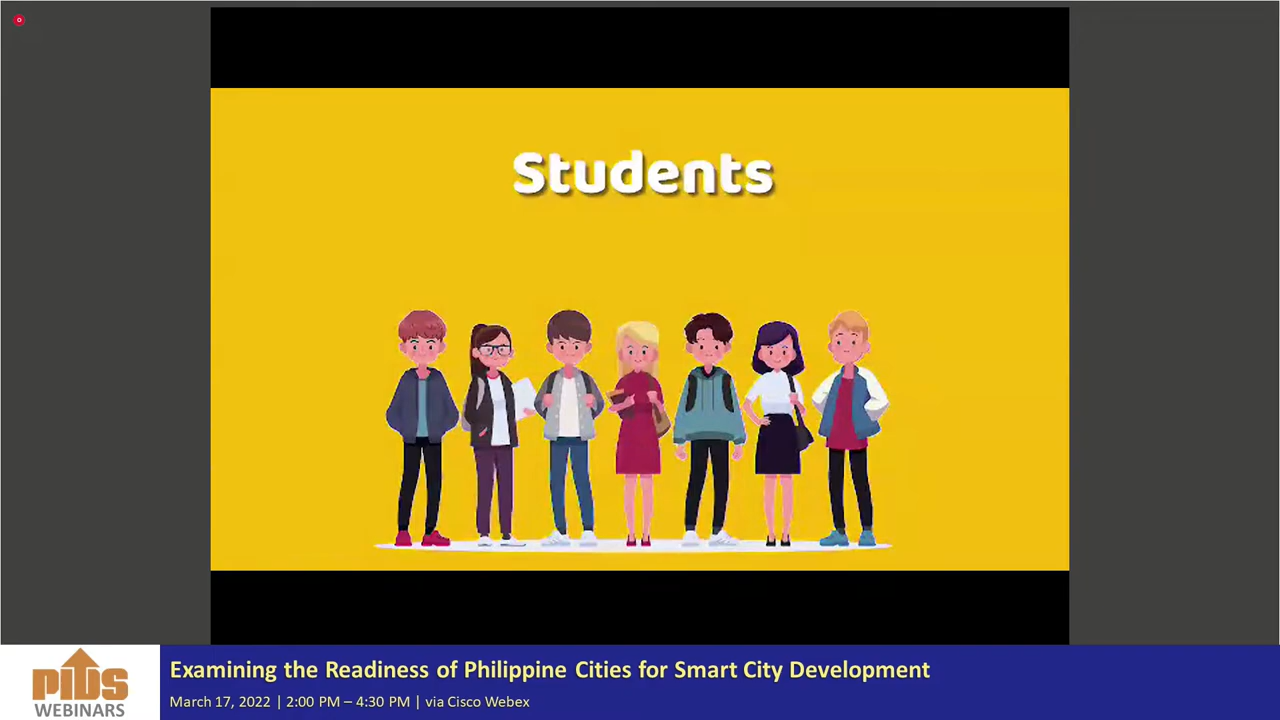 Students
PIDS
WEBINARS
Examining the Readiness of Philippine Cities for Smart City Development
March 17, 2022 | 2:00 PM – 4:30 PM | via Cisco Webex